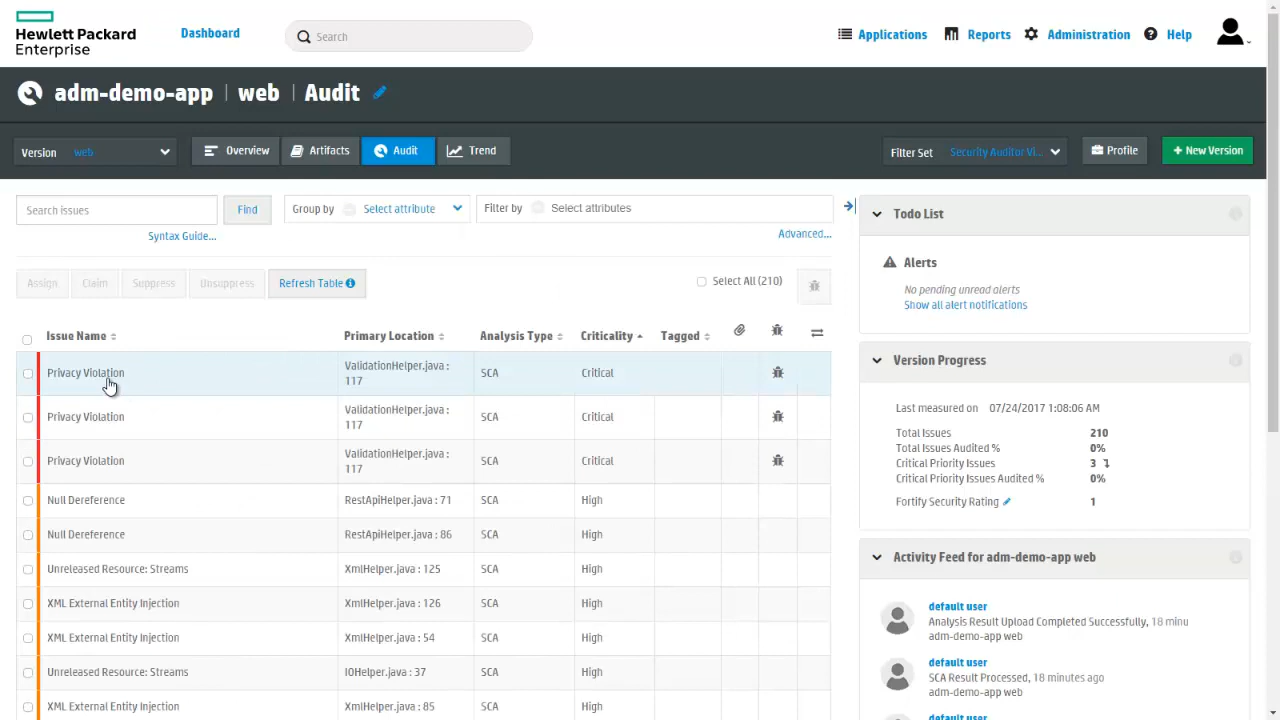 Hewlett Packard
Enterprise
Dashboard
Search
Applications
Reports
Administration
Help
adm-demo-app | web | Audit
Version web
Overview
Artifacts
Audit
Trend
Filter Set Security Auditor Vi...
Profile
+ New Version
Search issues
Find
Syntax Guide...
Group by Select attribute
Filter by Select attributes
Advanced...
Assign
Claim
Suppress
Unsuppress
Refresh Table
Select All (210)
Issue Name Primary Location Analysis Type Criticality Tagged
Privacy Violation ValidationHelper.java : SCA Critical
117
Privacy Violation ValidationHelper.java : SCA Critical
117
Privacy Violation ValidationHelper.java : SCA Critical
117
Null Dereference RestApiHelper.java : 71 SCA High
Null Dereference RestApiHelper.java : 86 SCA High
Unreleased Resource: Streams XmlHelper.java : 125 SCA High
XML External Entity Injection XmlHelper.java : 126 SCA High
XML External Entity Injection XmlHelper.java : 54 SCA High
Unreleased Resource: Streams IOHelper.java : 37 SCA High
XML External Entity Injection XmlHelper.java : 85 SCA High
Todo List
Alerts
No pending unread alerts
Show all alert notifications
Version Progress
Last measured on 07/24/2017 1:08:06 AM
Total Issues 210
Total Issues Audited % 0%
Critical Priority Issues 3
Critical Priority Issues Audited % 0%
Fortify Security Rating 1
Activity Feed for adm-demo-app web
default user
Analysis Result Upload Completed Successfully, 18 minu
adm-demo-app web
default user
SCA Result Processed, 18 minutes ago
adm-demo-app web
default user